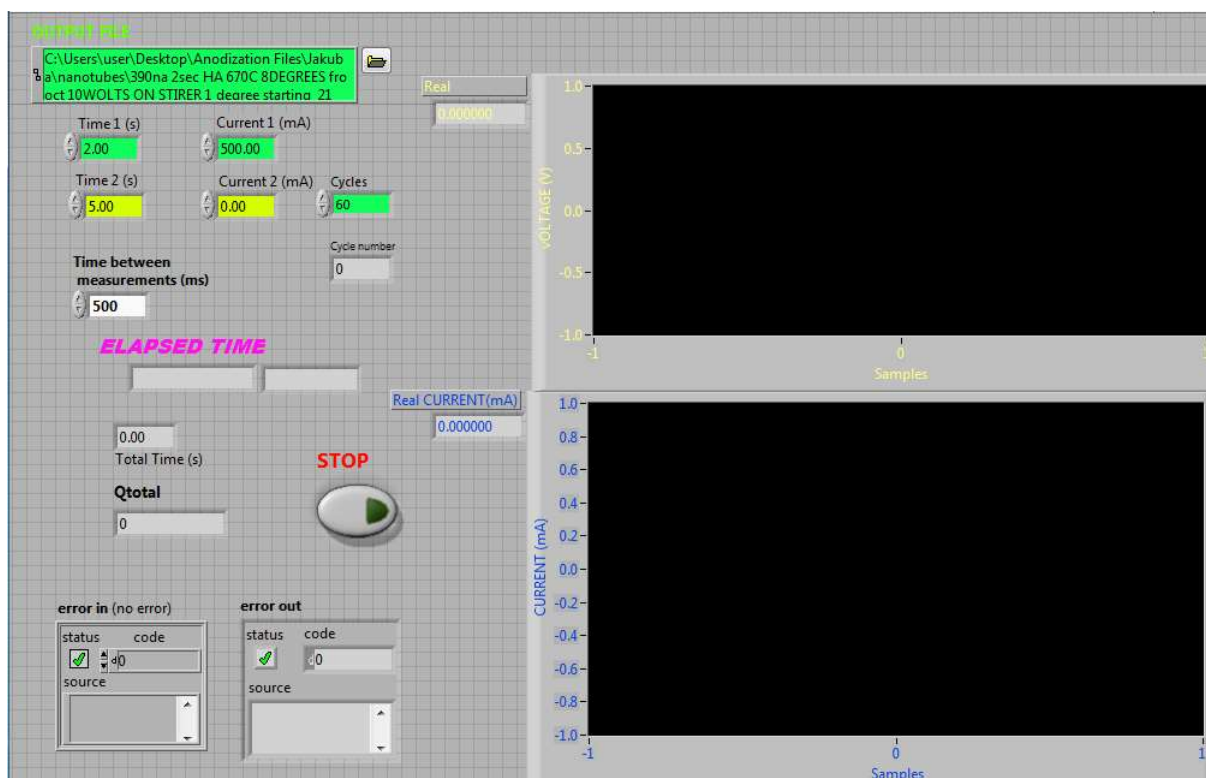 OUTPUT FILE
C:\Users\user\Desktop\Anodization Files\Jakub
a\nanotubes\390na 2sec HA 670C 8DEGREES fro
oct 10WOLTS ON STIRER 1 degree starting 21
Time 1 (s)
Current 1 (mA)
2.00
500.00
Time 2 (s)
Current 2 (mA)
Cycles
5.00
0.00
60
Cycle number
0
Time between
measurements (ms)
500
ELAPSED TIME
0.00
Total Time (s)
STOP
Qtotal
0
error in (no error)
status
code
d0
source
error out
status
code
d0
source
Real
0.000000
vOLTAGE (V)
1.0
0.5
0.0
-0.5
-1.0
-1
0
1
Samples
Real CURRENT(mA)
0.000000
CURRENT (mA)
1.0
0.8
0.6
0.4
0.2
0.0
-0.2
-0.4
-0.6
-0.8
-1.0
-1
0
1
Samples